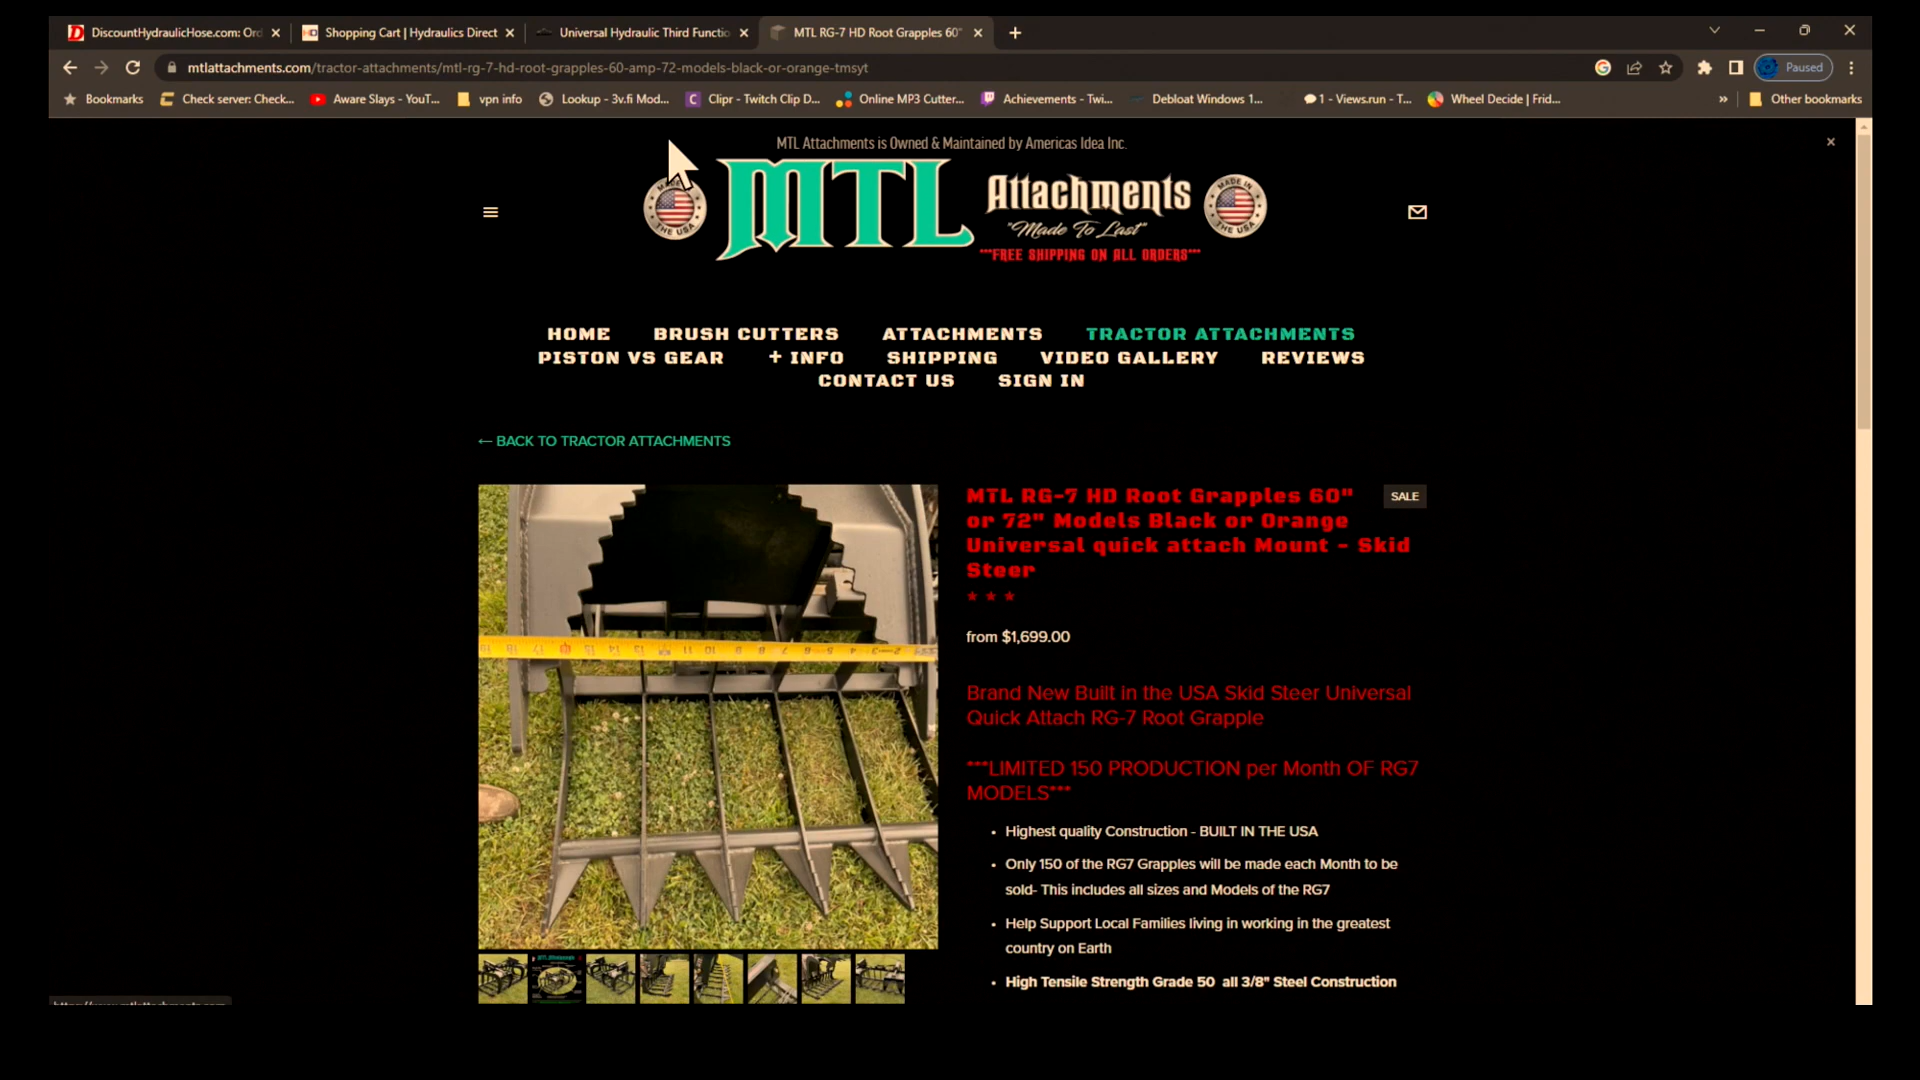 DiscountHydraulicHose.com: Ord
Shopping Cart | Hydraulics Direct
Universal Hydraulic Third Functio
MTL RG-7 HD Root Grapples 60"
mtlattachments.com/tractor-attachments/mtl-rg-7-hd-root-grapples-60-amp-72-models-black-or-orange-tmsyt
Paused
Bookmarks
Check server: Check...
Aware Slays - YouT...
vpn info
Lookup - 3v.fi Mod...
Clipr - Twitch Clip D...
Online MP3 Cutter...
Achievements - Twi...
Debloat Windows 1...
1 - Views.run - T...
Wheel Decide | Frid...
»
Other bookmarks
MTL Attachments is Owned & Maintained by Americas Idea Inc.
MADE IN THE USA
MTL Attachments
"Made To Last"
***FREE SHIPPING ON ALL ORDERS***
MADE IN THE USA
HOME BRUSH CUTTERS ATTACHMENTS TRACTOR ATTACHMENTS
PISTON VS GEAR + INFO SHIPPING VIDEO GALLERY REVIEWS
CONTACT US SIGN IN
← BACK TO TRACTOR ATTACHMENTS
MTL RG-7 HD Root Grapples 60"
or 72" Models Black or Orange
Universal quick attach Mount - Skid
Steer
SALE
* * *
from $1,699.00
Brand New Built in the USA Skid Steer Universal
Quick Attach RG-7 Root Grapple
***LIMITED 150 PRODUCTION per Month OF RG7
MODELS***
• Highest quality Construction - BUILT IN THE USA
• Only 150 of the RG7 Grapples will be made each Month to be
sold- This includes all sizes and Models of the RG7
• Help Support Local Families living in working in the greatest
country on Earth
• High Tensile Strength Grade 50 all 3/8" Steel Construction